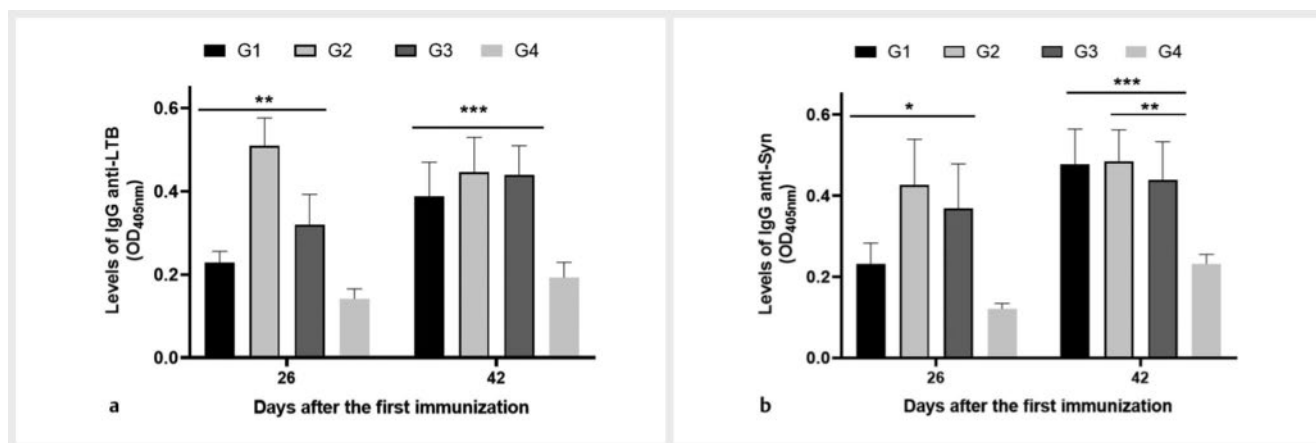 G1 G2 G3 G4
Levels of IgG anti-LTB
(OD405nm)
0.6
0.4
0.2
0.0
**
***
26 42
Days after the first immunization
a
G1 G2 G3 G4
Levels of IgG anti-Syn
(OD405nm)
0.6
0.4
0.2
0.0
*
***
**
26 42
Days after the first immunization
b